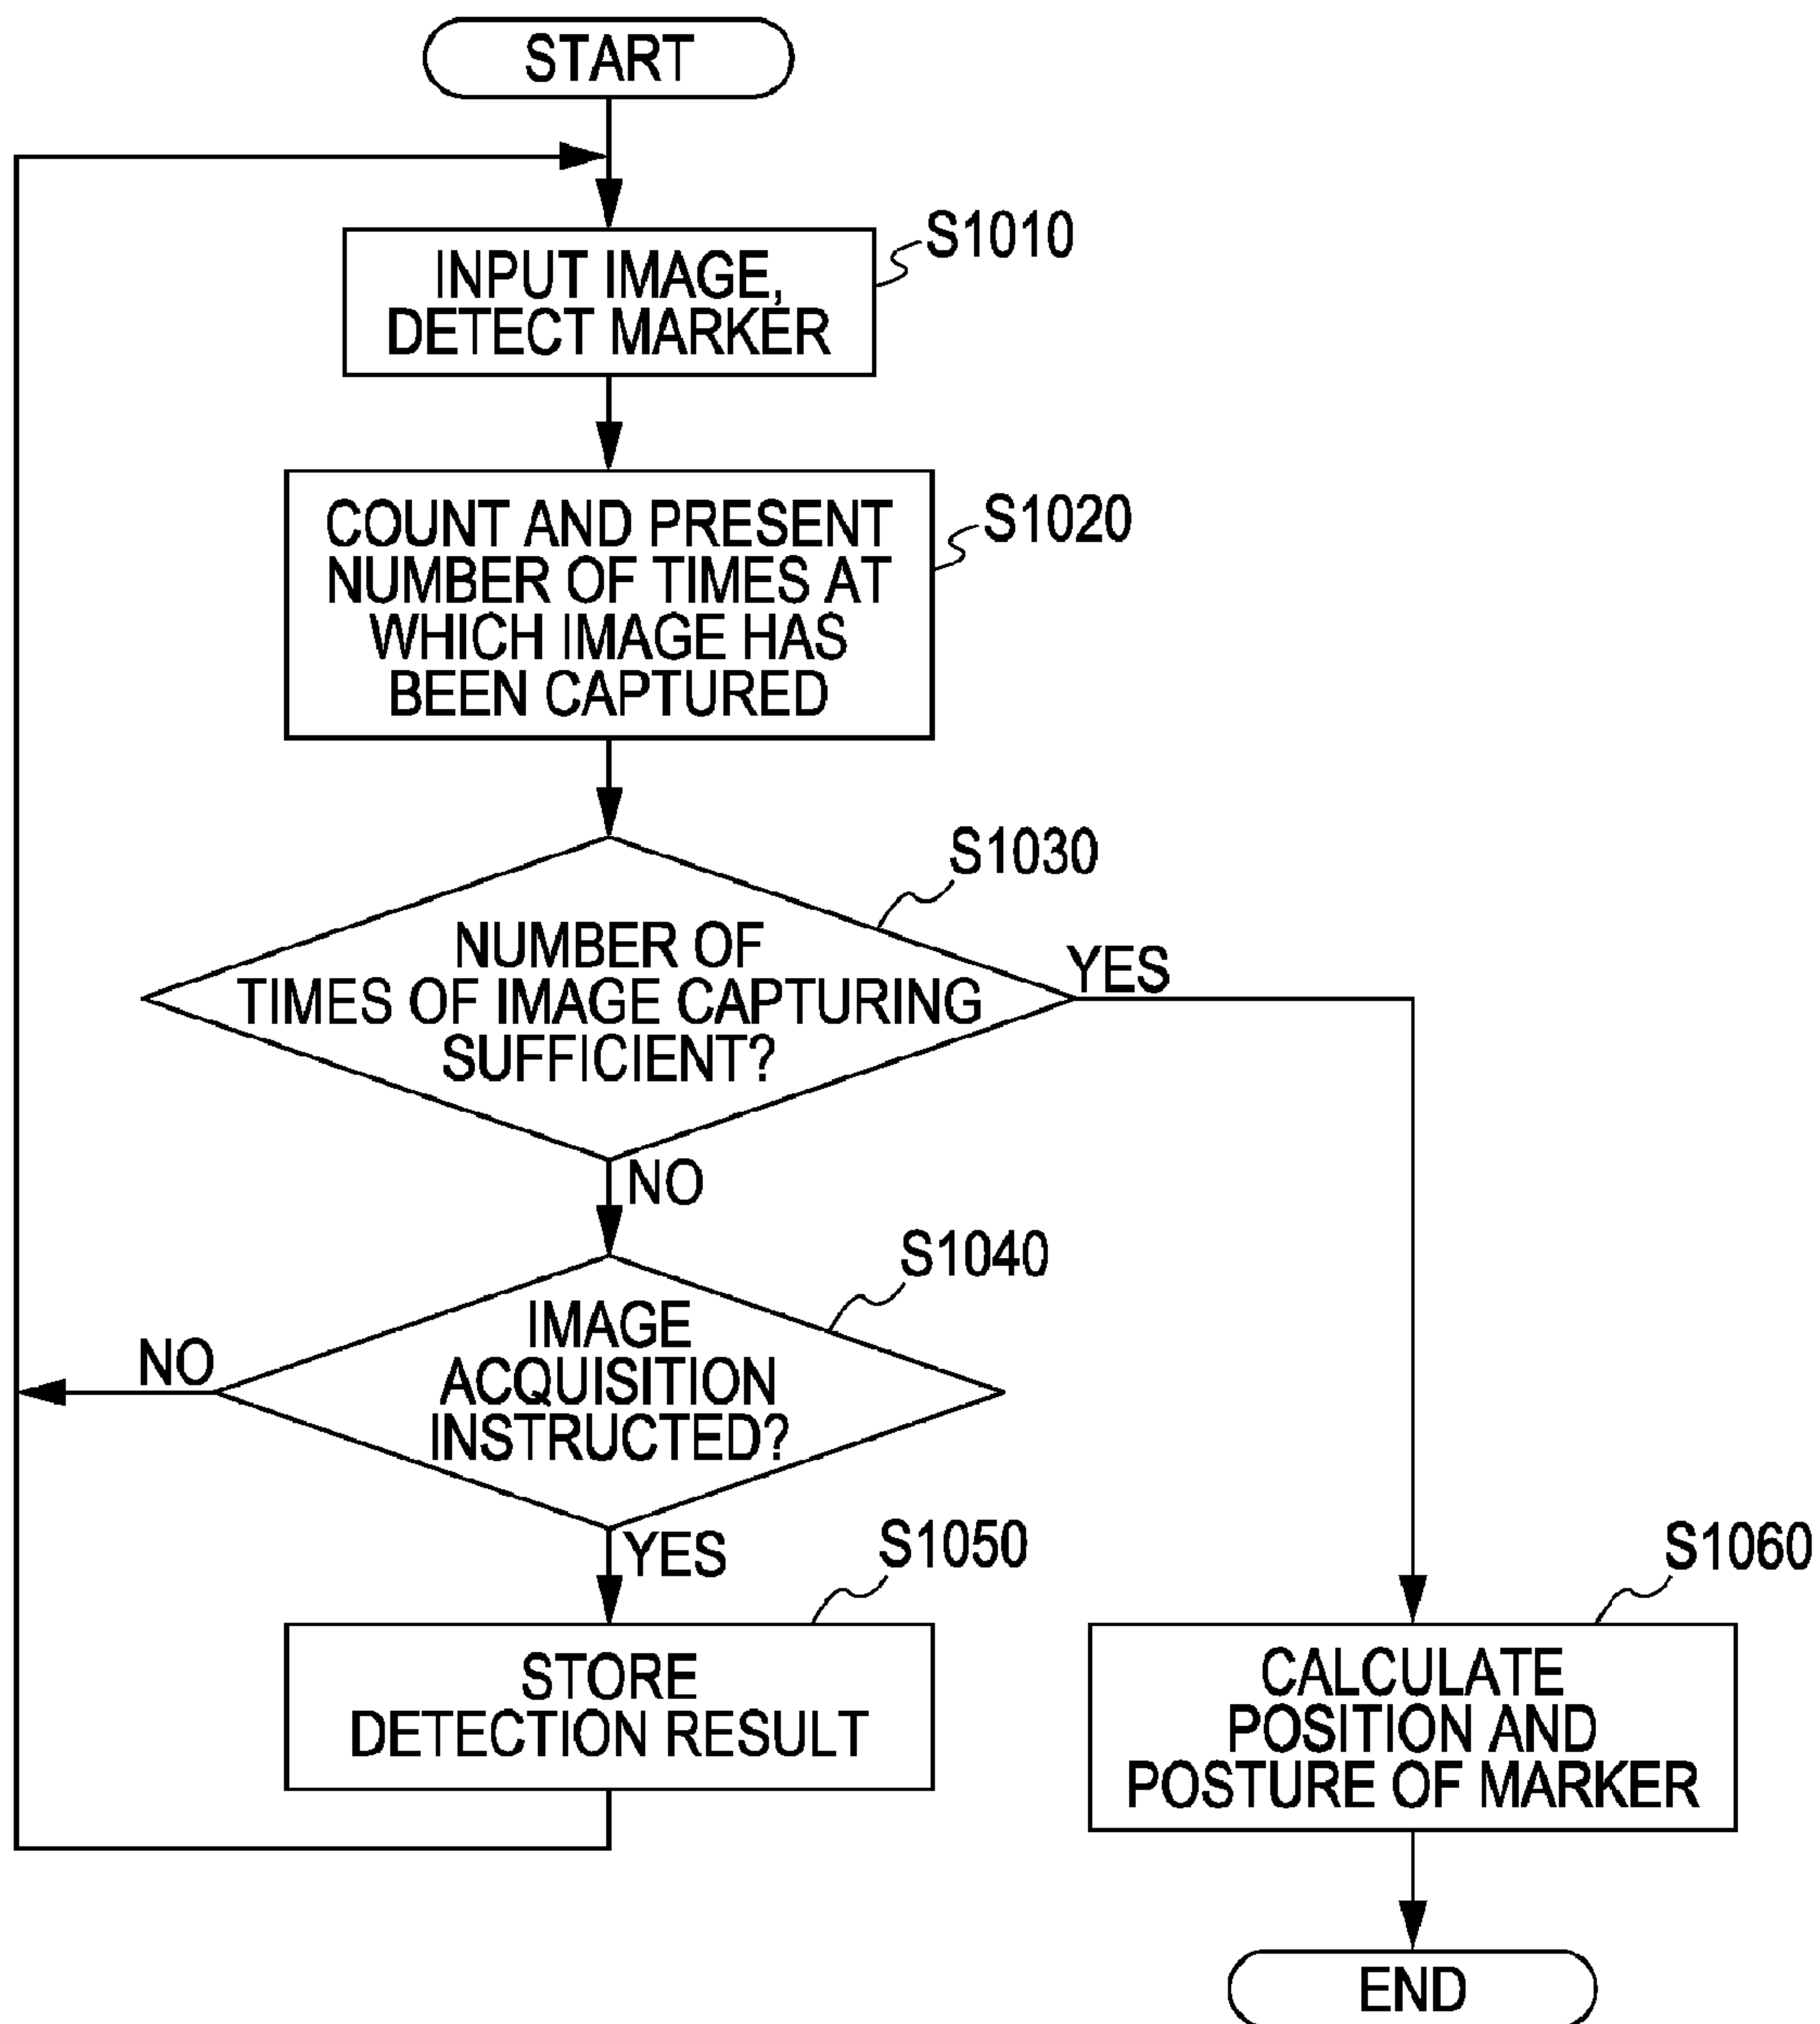 START
S1010
INPUT IMAGE,
DETECT MARKER
S1020
COUNT AND PRESENT
NUMBER OF TIMES AT
WHICH IMAGE HAS
BEEN CAPTURED
S1030
NUMBER OF
TIMES OF IMAGE CAPTURING
SUFFICIENT?
YES
NO
S1040
IMAGE
ACQUISITION
INSTRUCTED?
NO
YES
S1050
STORE
DETECTION RESULT
S1060
CALCULATE
POSITION AND
POSTURE OF MARKER
END